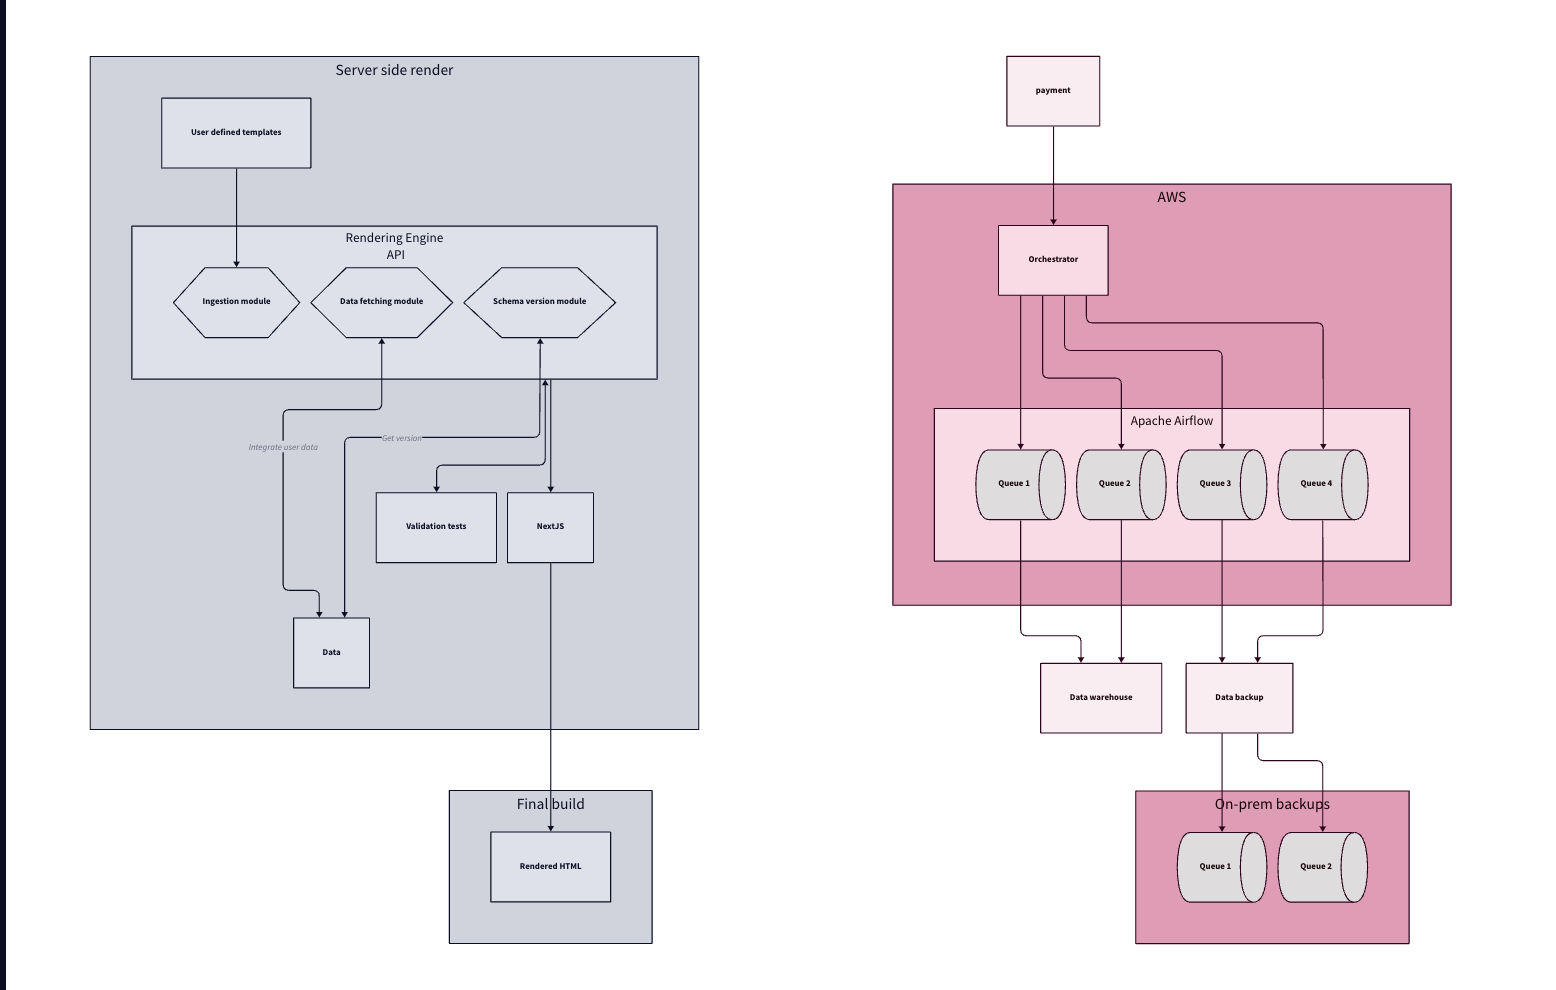 Server side render
User defined templates
Rendering Engine
API
Ingestion module
Data fetching module
Schema version module
Integrate user data
Get version
Validation tests
NextJS
Data
Final build
Rendered HTML
payment
AWS
Orchestrator
Apache Airflow
Queue 1
Queue 2
Queue 3
Queue 4
Data warehouse
Data backup
On-prem backups
Queue 1
Queue 2